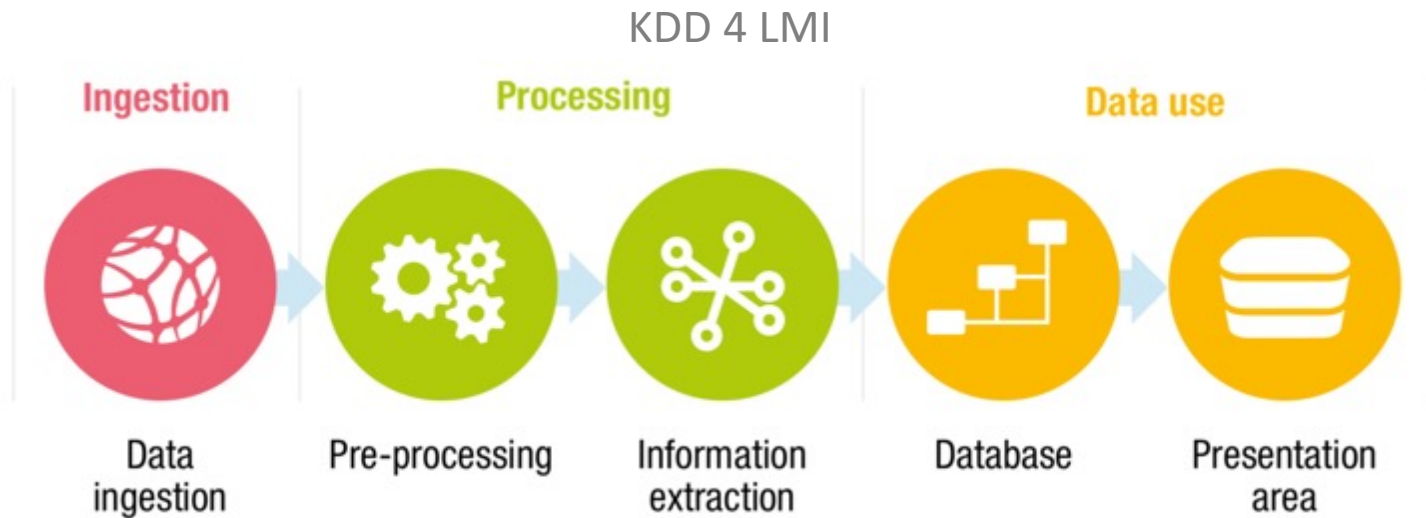 KDD 4 LMI
Ingestion
Processing
Data use
Data
ingestion
Pre-processing
Information
extraction
Database
Presentation
area